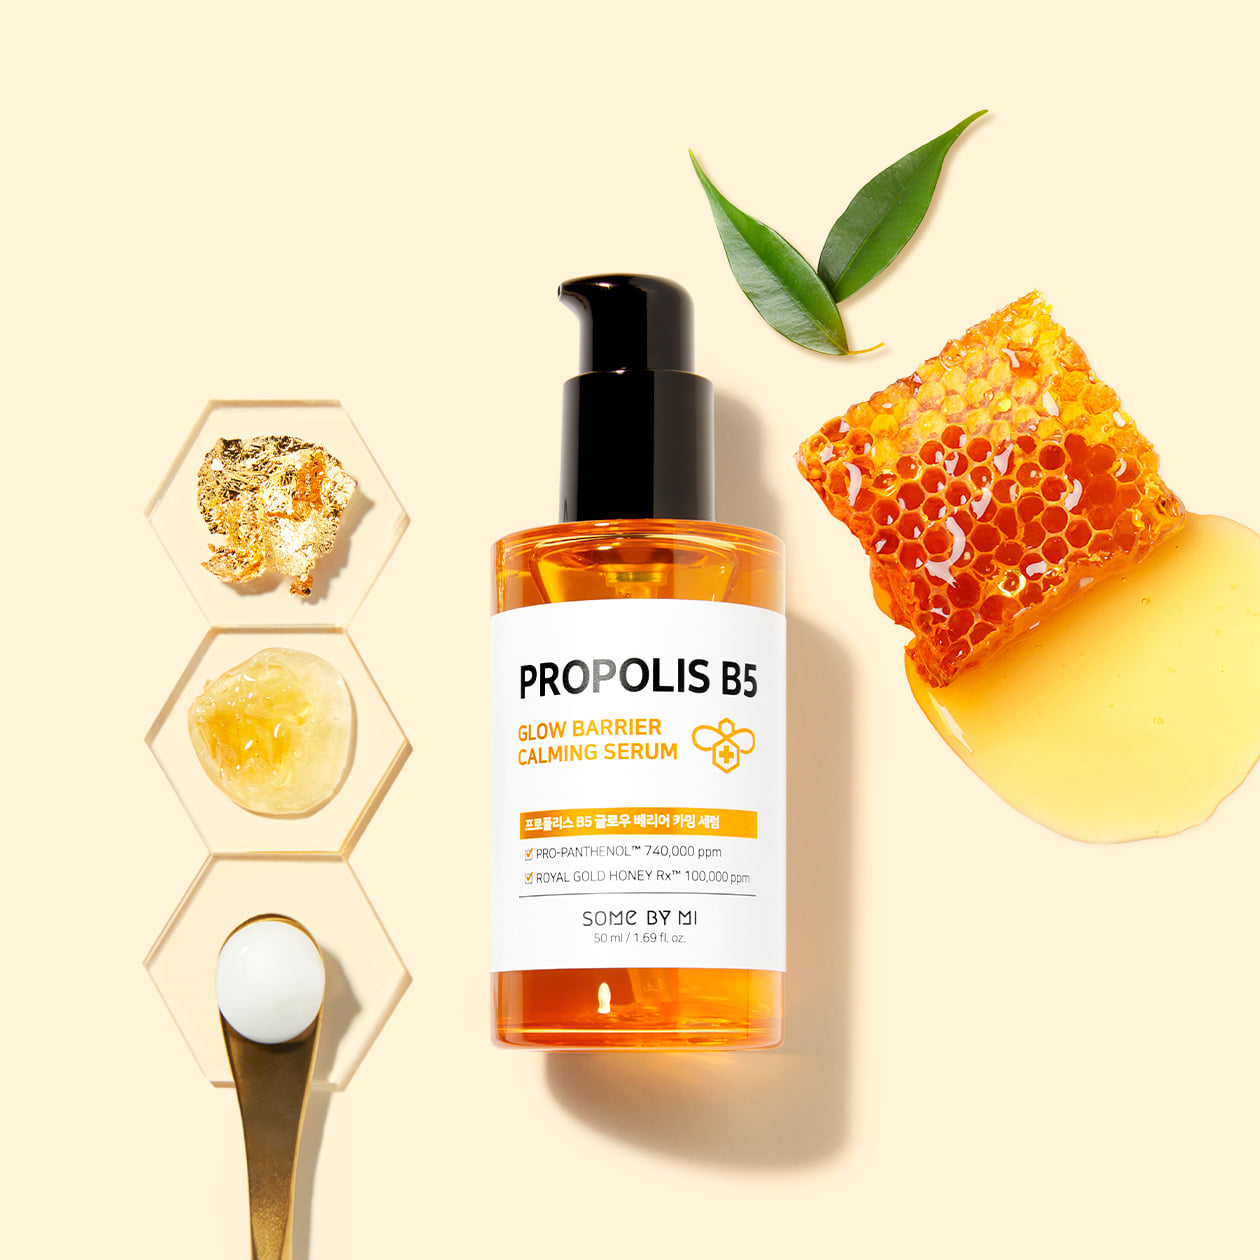 PROPOLIS B5
GLOW BARRIER
CALMING SERUM
프로폴리스 B5 글로우 베리어 카밍 세럼
PRO-PANTHENOL™ 740,000 ppm
ROYAL GOLD HONEY Rx™ 100,000 ppm
SOME BY MI
50 ml / 1.69 fl. oz.